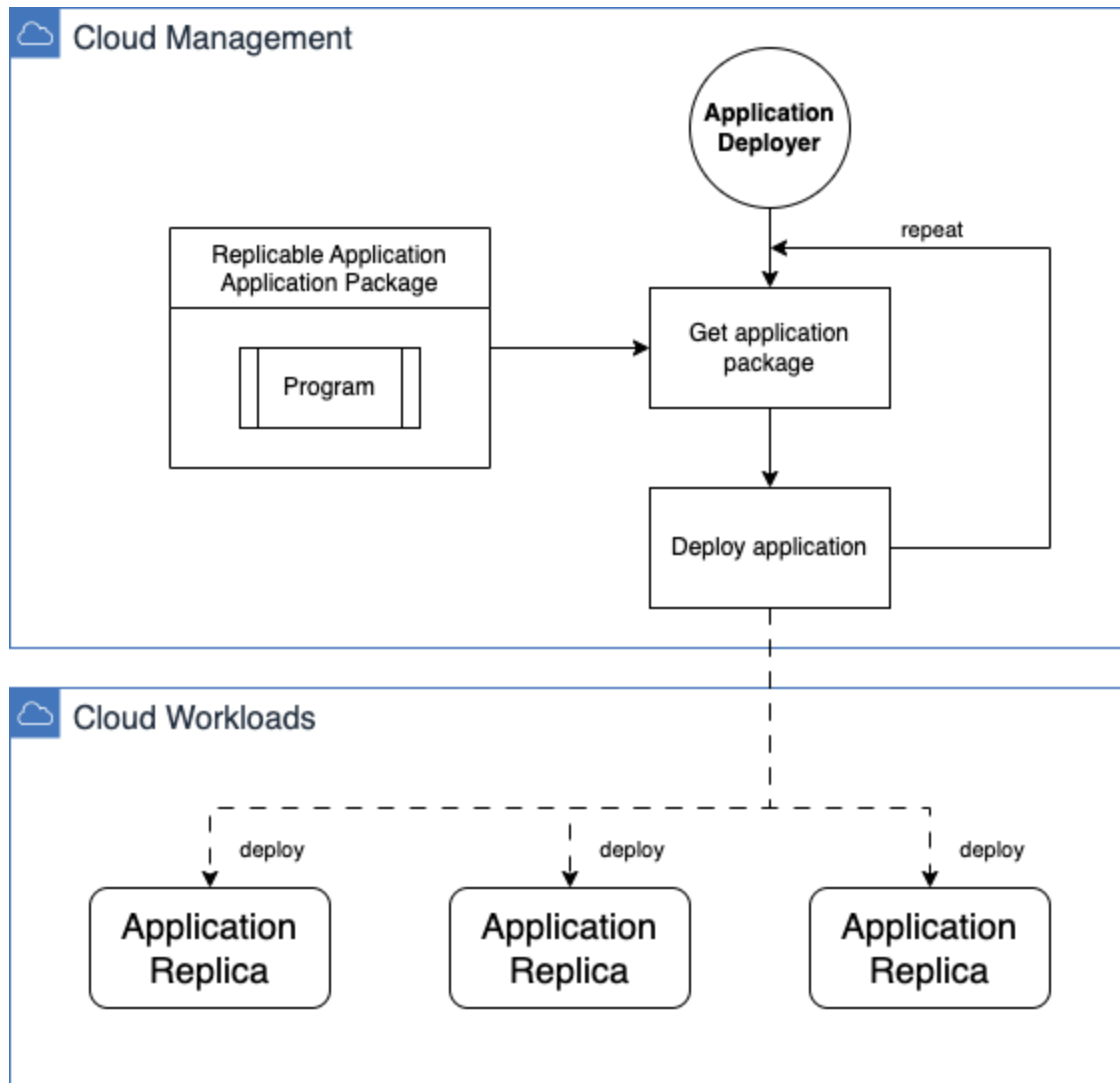 Cloud Management
Application
Deployer
repeat
Replicable Application
Application Package
Get application
package
Program
Deploy application
Cloud Workloads
deploy
deploy
deploy
Application
Replica
Application
Replica
Application
Replica